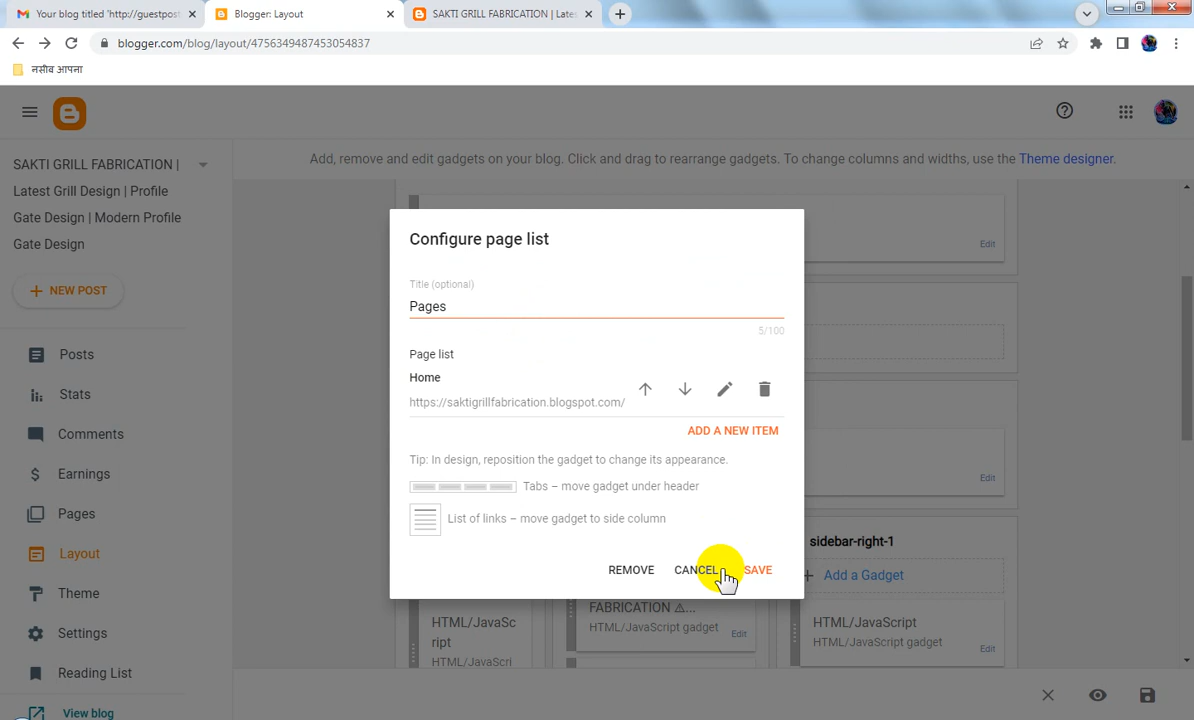 Your blog titled 'http://guestpost
Blogger: Layout
SAKTI GRILL FABRICATION | Lates
blogger.com/blog/layout/4756349487453054837
नसीब आपना
SAKTI GRILL FABRICATION |
Latest Grill Design | Profile
Gate Design | Modern Profile
Gate Design
NEW POST
Posts
Stats
Comments
Earnings
Pages
Layout
Theme
Settings
Reading List
View blog
Add, remove and edit gadgets on your blog. Click and drag to rearrange gadgets. To change columns and widths, use the Theme designer.
Edit
Configure page list
Title (optional)
Pages
5/100
Page list
Home
https://saktigrillfabrication.blogspot.com/
ADD A NEW ITEM
Tip: In design, reposition the gadget to change its appearance.
Tabs – move gadget under header
List of links – move gadget to side column
REMOVE CANCEL SAVE
Edit
sidebar-right-1
Add a Gadget
HTML/JavaSc
ript
HTML/JavaScri
FABRICATION ⚠...
HTML/JavaScript gadget
Edit
HTML/JavaScript
HTML/JavaScript gadget
Edit